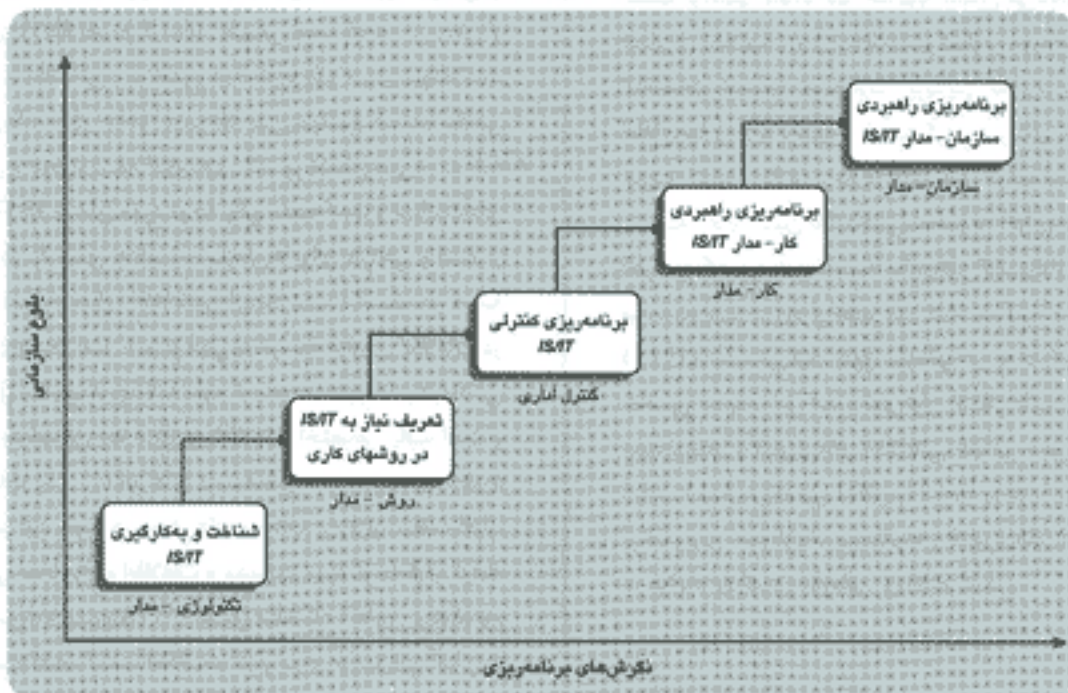 برنامه‌ریزی راهبردی
سازمان- مدار IS/IT
سازمان- مدار
برنامه‌ریزی راهبردی
کار- مدار IS/IT
کار- مدار
برنامه‌ریزی کنترلی
IS/IT
کنترل اداری
تعریف نیاز به IS/IT
در روشهای کاری
روش - مدار
شناخت و به‌کارگیری
IS/IT
تکنولوژی - مدار
بلوغ سازمانی
نگرش‌های برنامه‌ریزی